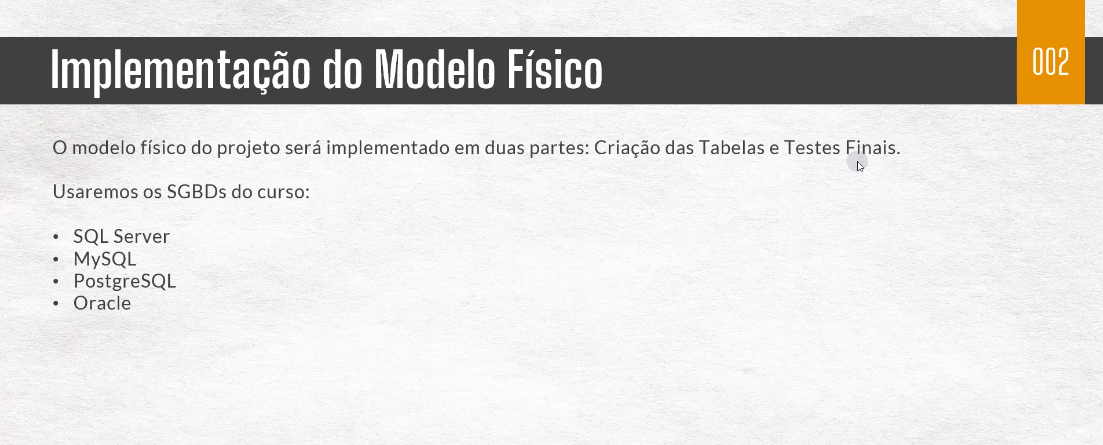 Implementação do Modelo Físico
002
O modelo físico do projeto será implementado em duas partes: Criação das Tabelas e Testes Finais.
Usaremos os SGBDs do curso:
• SQL Server
• MySQL
• PostgreSQL
• Oracle